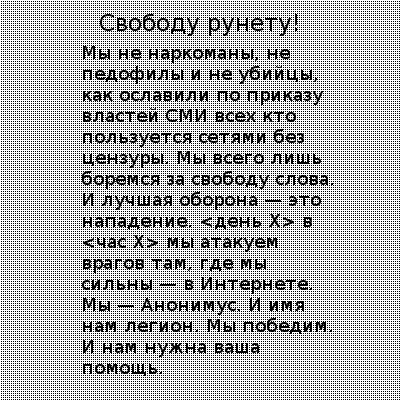 Свободу рунету!
Мы не наркоманы, не
педофилы и не убийцы,
как ославили по приказу
властей СМИ всех кто
пользуется сетями без
цензуры. Мы всего лишь
боремся за свободу слова.
И лучшая оборона — это
нападение. <день X> в
<час X> мы атакуем
врагов там, где мы
сильны — в Интернете.
Мы — Анонимус. И имя
нам легион. Мы победим.
И нам нужна ваша
помощь.